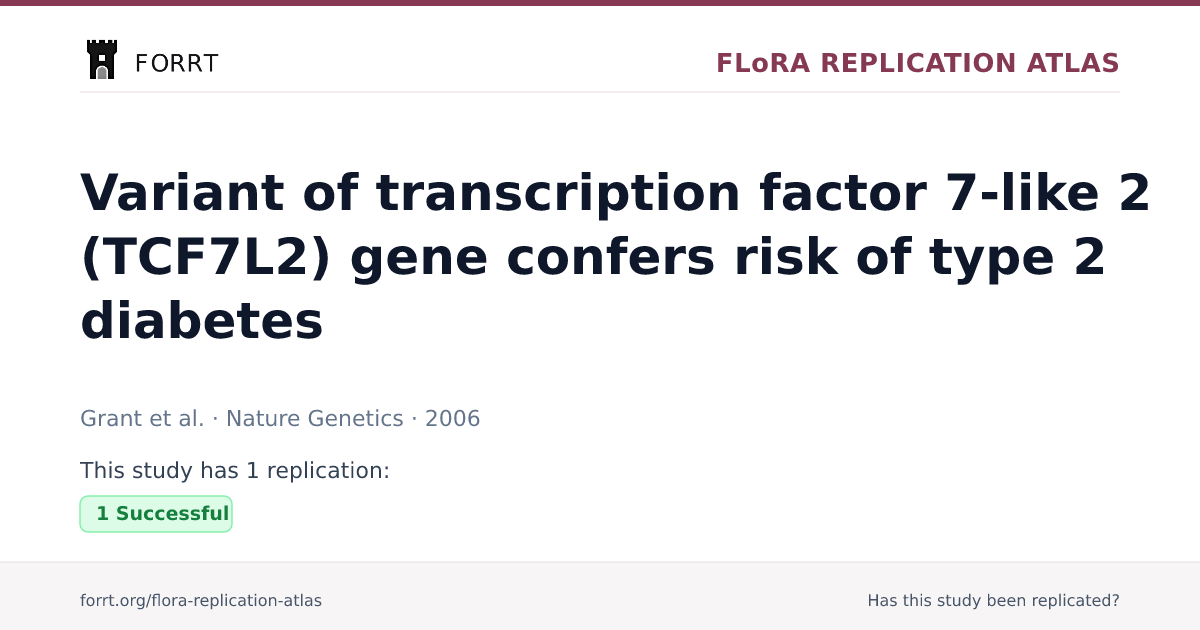 FORRT
FLoRA REPLICATION ATLAS
Variant of transcription factor 7-like 2
(TCF7L2) gene confers risk of type 2
diabetes
Grant et al. · Nature Genetics · 2006
This study has 1 replication:
1 Successful
forrt.org/flora-replication-atlas
Has this study been replicated?